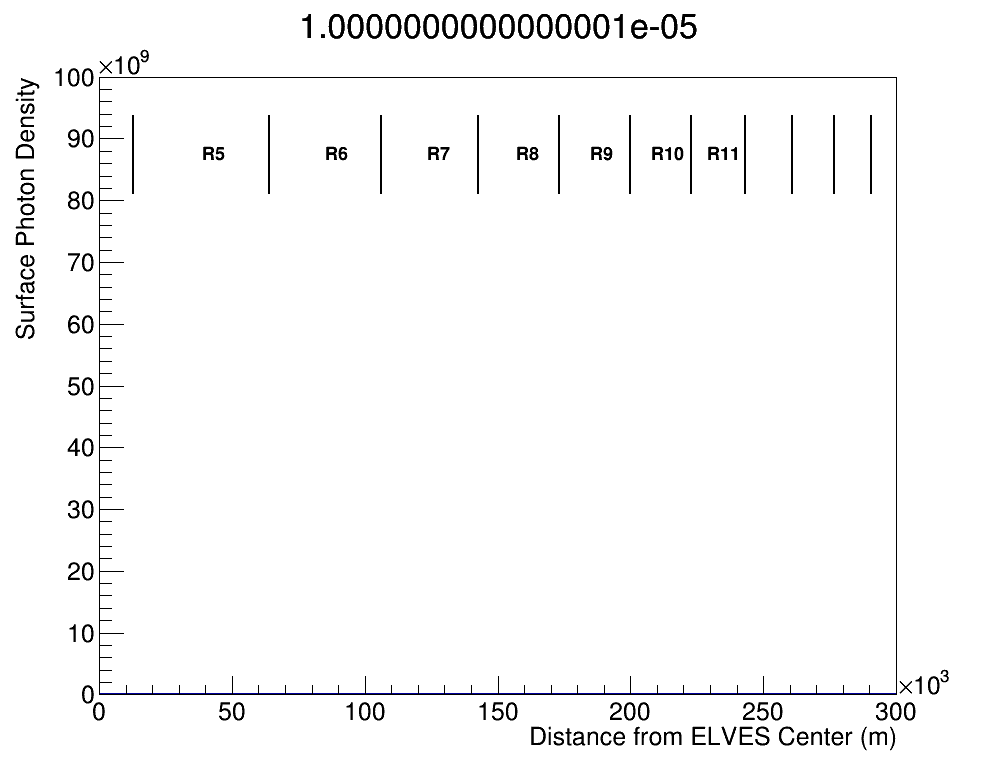 1.0000000000000001e-05
×10⁹
Surface Photon Density
100
90
80
70
60
50
40
30
20
10
0
R5 R6 R7 R8 R9 R10 R11
0 50 100 150 200 250 300
×10³
Distance from ELVES Center (m)